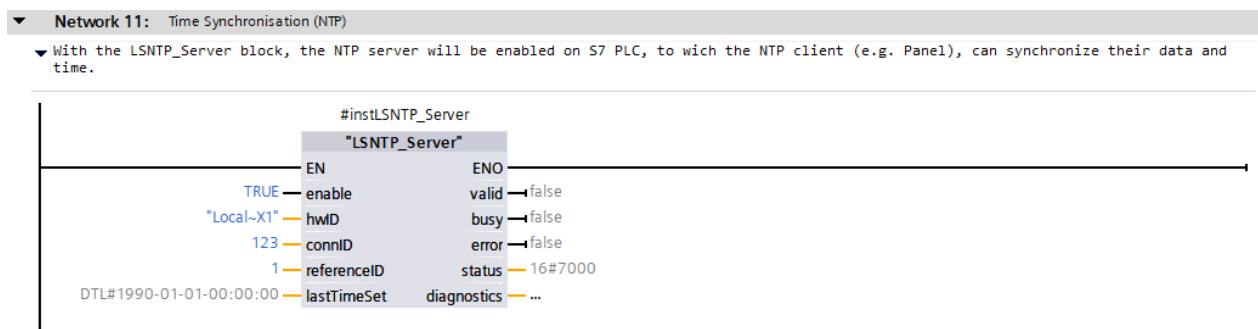 Network 11: Time Synchronisation (NTP)
With the LSNTP_Server block, the NTP server will be enabled on S7 PLC, to wich the NTP client (e.g. Panel), can synchronize their data and
time.
#instLSNTP_Server
"LSNTP_Server"
EN ENO
TRUE enable valid false
"Local~X1" hwID busy false
123 connID error false
1 referenceID status 16#7000
DTL#1990-01-01-00:00:00 lastTimeSet diagnostics ...